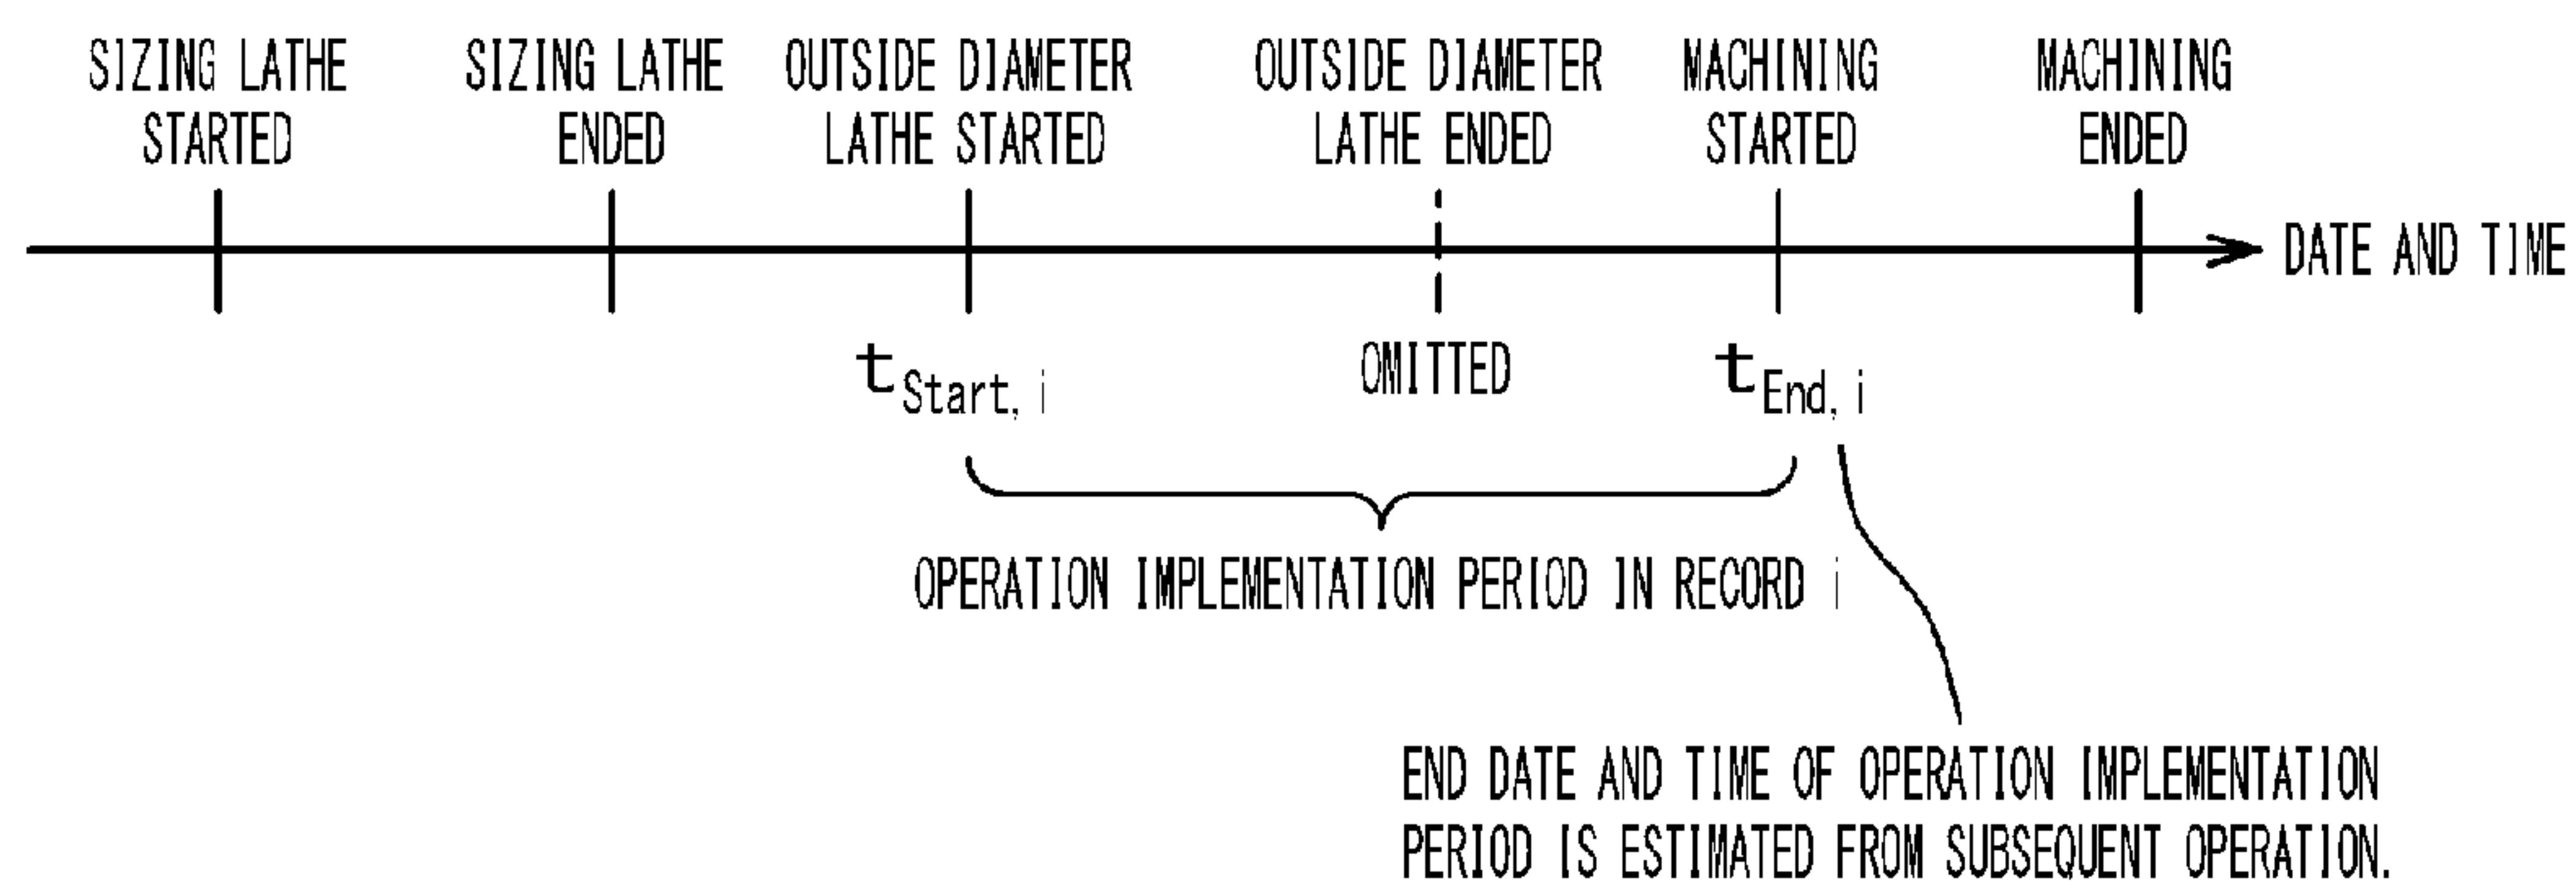 SIZING LATHE
STARTED
SIZING LATHE
ENDED
OUTSIDE DIAMETER
LATHE STARTED
OUTSIDE DIAMETER
LATHE ENDED
MACHINING
STARTED
MACHINING
ENDED
DATE AND TIME
tStart, i
OMITTED
tEnd, i
OPERATION IMPLEMENTATION PERIOD IN RECORD i
END DATE AND TIME OF OPERATION IMPLEMENTATION
PERIOD IS ESTIMATED FROM SUBSEQUENT OPERATION.